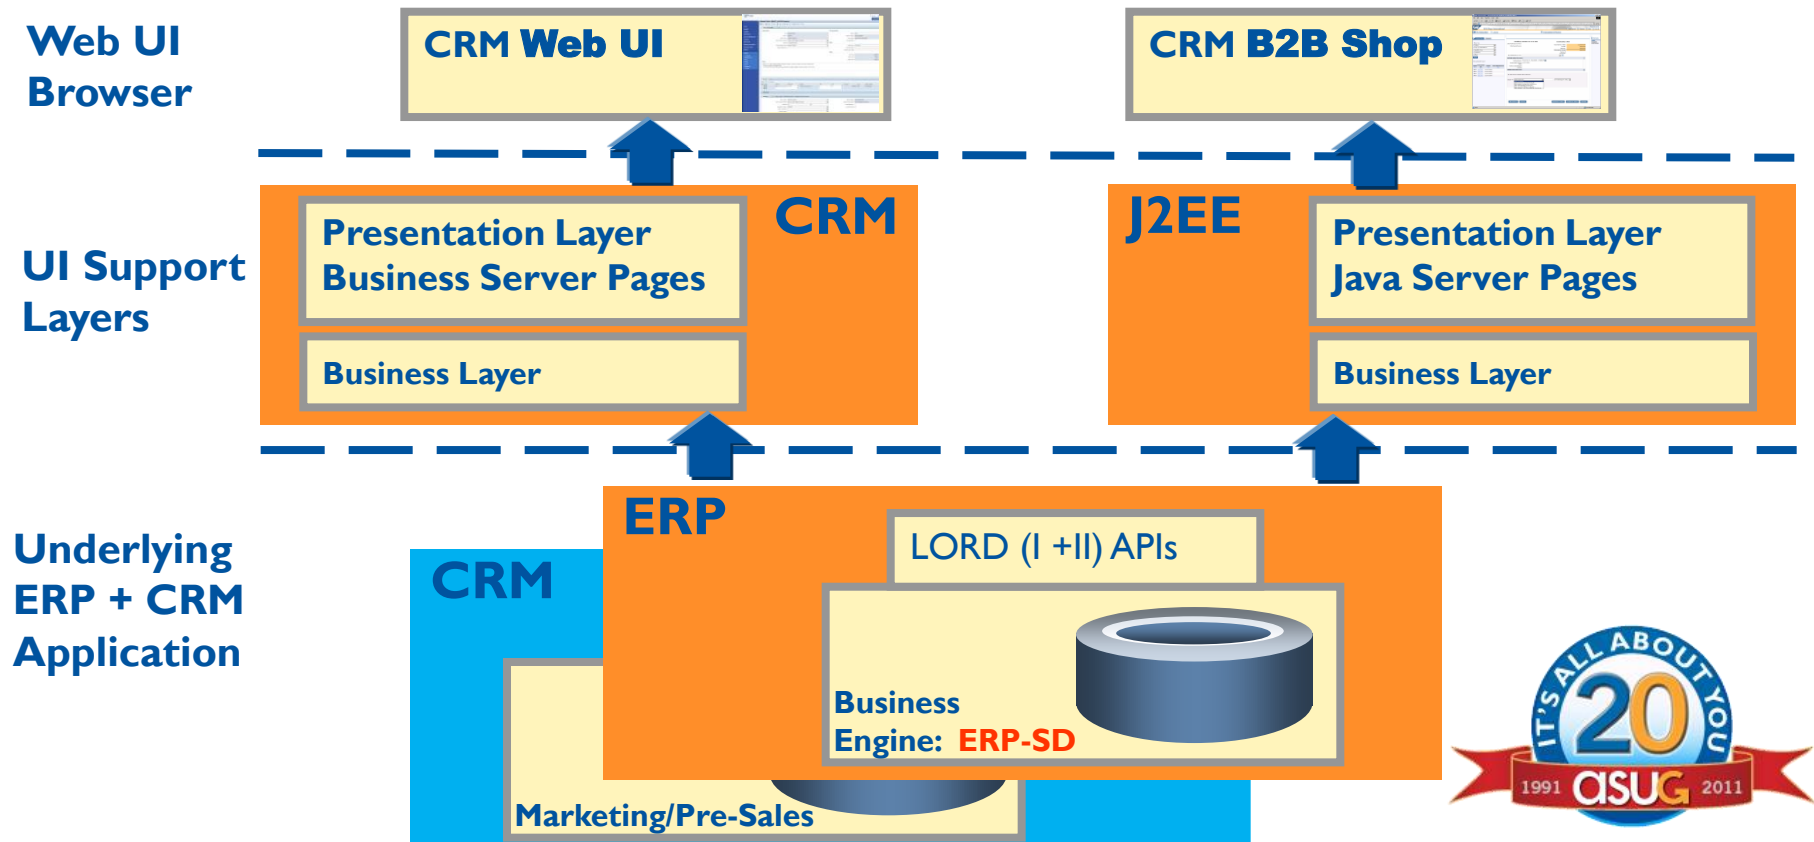 Web UI
Browser
CRM Web UI
CRM B2B Shop
UI Support
Layers
Presentation Layer
Business Server Pages
CRM
Business Layer
J2EE
Presentation Layer
Java Server Pages
Business Layer
Underlying
ERP + CRM
Application
ERP
LORD (I +II) APIs
CRM
Business
Engine: ERP-SD
Marketing/Pre-Sales
IT'S ALL ABOUT YOU
20
1991 asug 2011